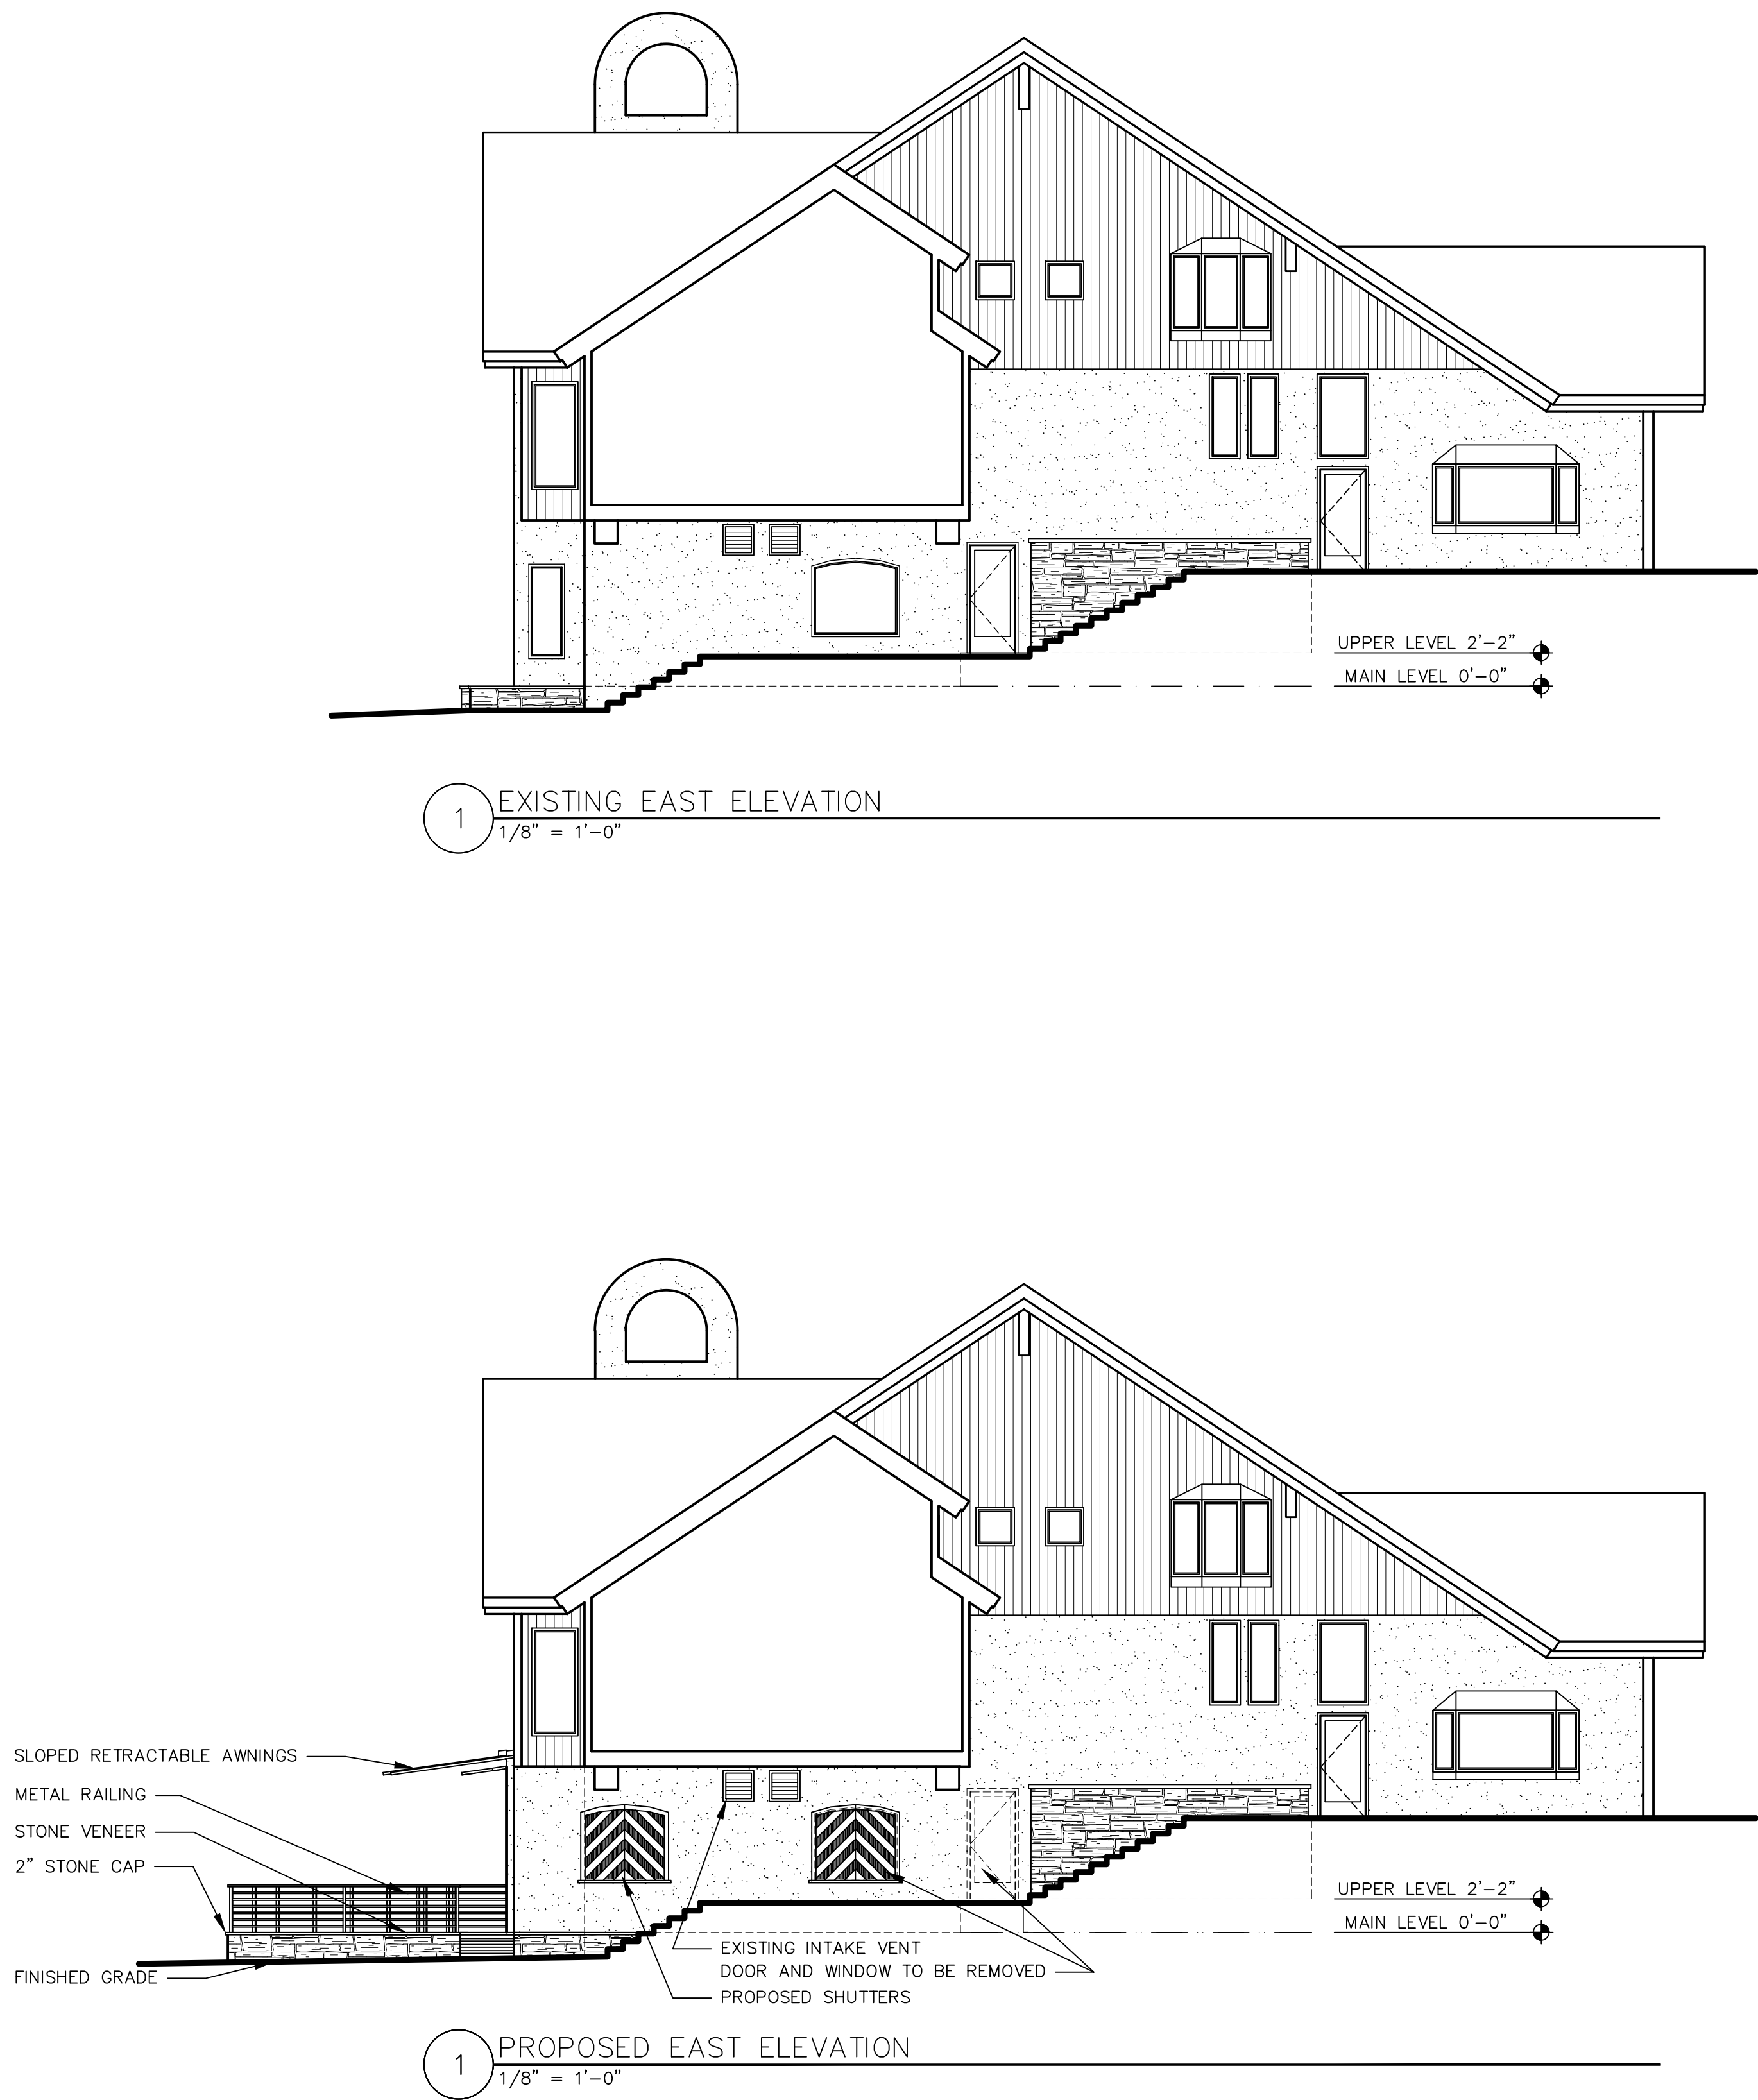 UPPER LEVEL 2'-2"
MAIN LEVEL 0'-0"
1
EXISTING EAST ELEVATION
1/8" = 1'-0"
SLOPED RETRACTABLE AWNINGS
METAL RAILING
STONE VENEER
2" STONE CAP
FINISHED GRADE
UPPER LEVEL 2'-2"
MAIN LEVEL 0'-0"
EXISTING INTAKE VENT
DOOR AND WINDOW TO BE REMOVED
PROPOSED SHUTTERS
1
PROPOSED EAST ELEVATION
1/8" = 1'-0"